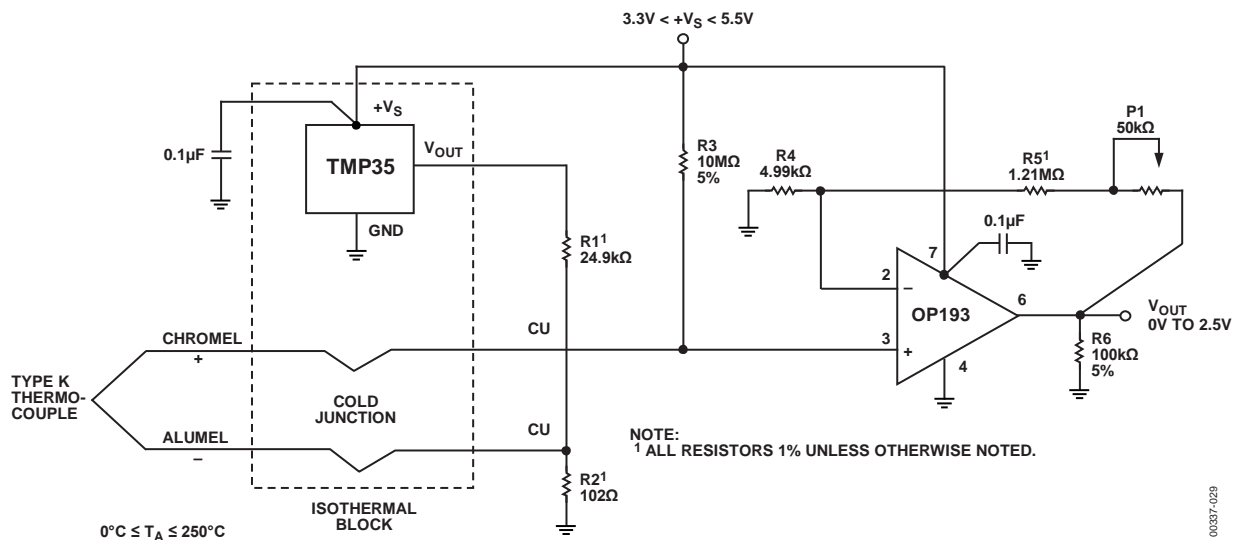 3.3V < +VS < 5.5V
+VS
TMP35
VOUT
GND
0.1µF
R1¹
24.9kΩ
R3
10MΩ
5%
R4
4.99kΩ
R5¹
1.21MΩ
P1
50kΩ
0.1µF
7
2
−
OP193
6
3
+
4
VOUT
0V TO 2.5V
R6
100kΩ
5%
CHROMEL
+
CU
TYPE K
THERMO-
COUPLE
COLD
JUNCTION
ALUMEL
−
CU
R2¹
102Ω
NOTE:
¹ ALL RESISTORS 1% UNLESS OTHERWISE NOTED.
ISOTHERMAL
BLOCK
0°C ≤ TA ≤ 250°C
00337-029